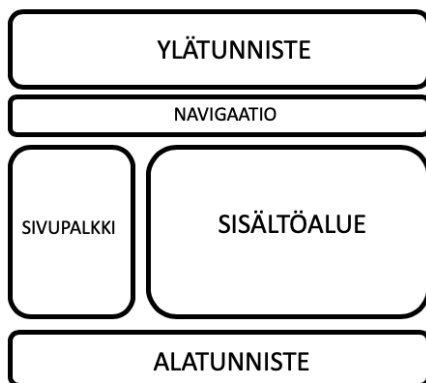 YLÄTUNNISTE
NAVIGAATIO
SIVUPALKKI
SISÄLTÖALUE
ALATUNNISTE